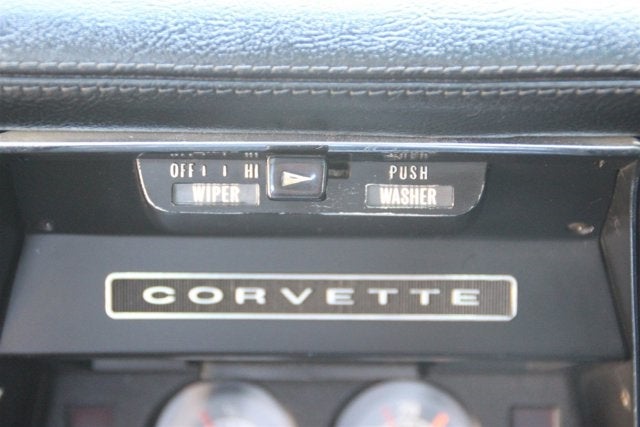 OFF HI PUSH
WIPER WASHER
CORVETTE